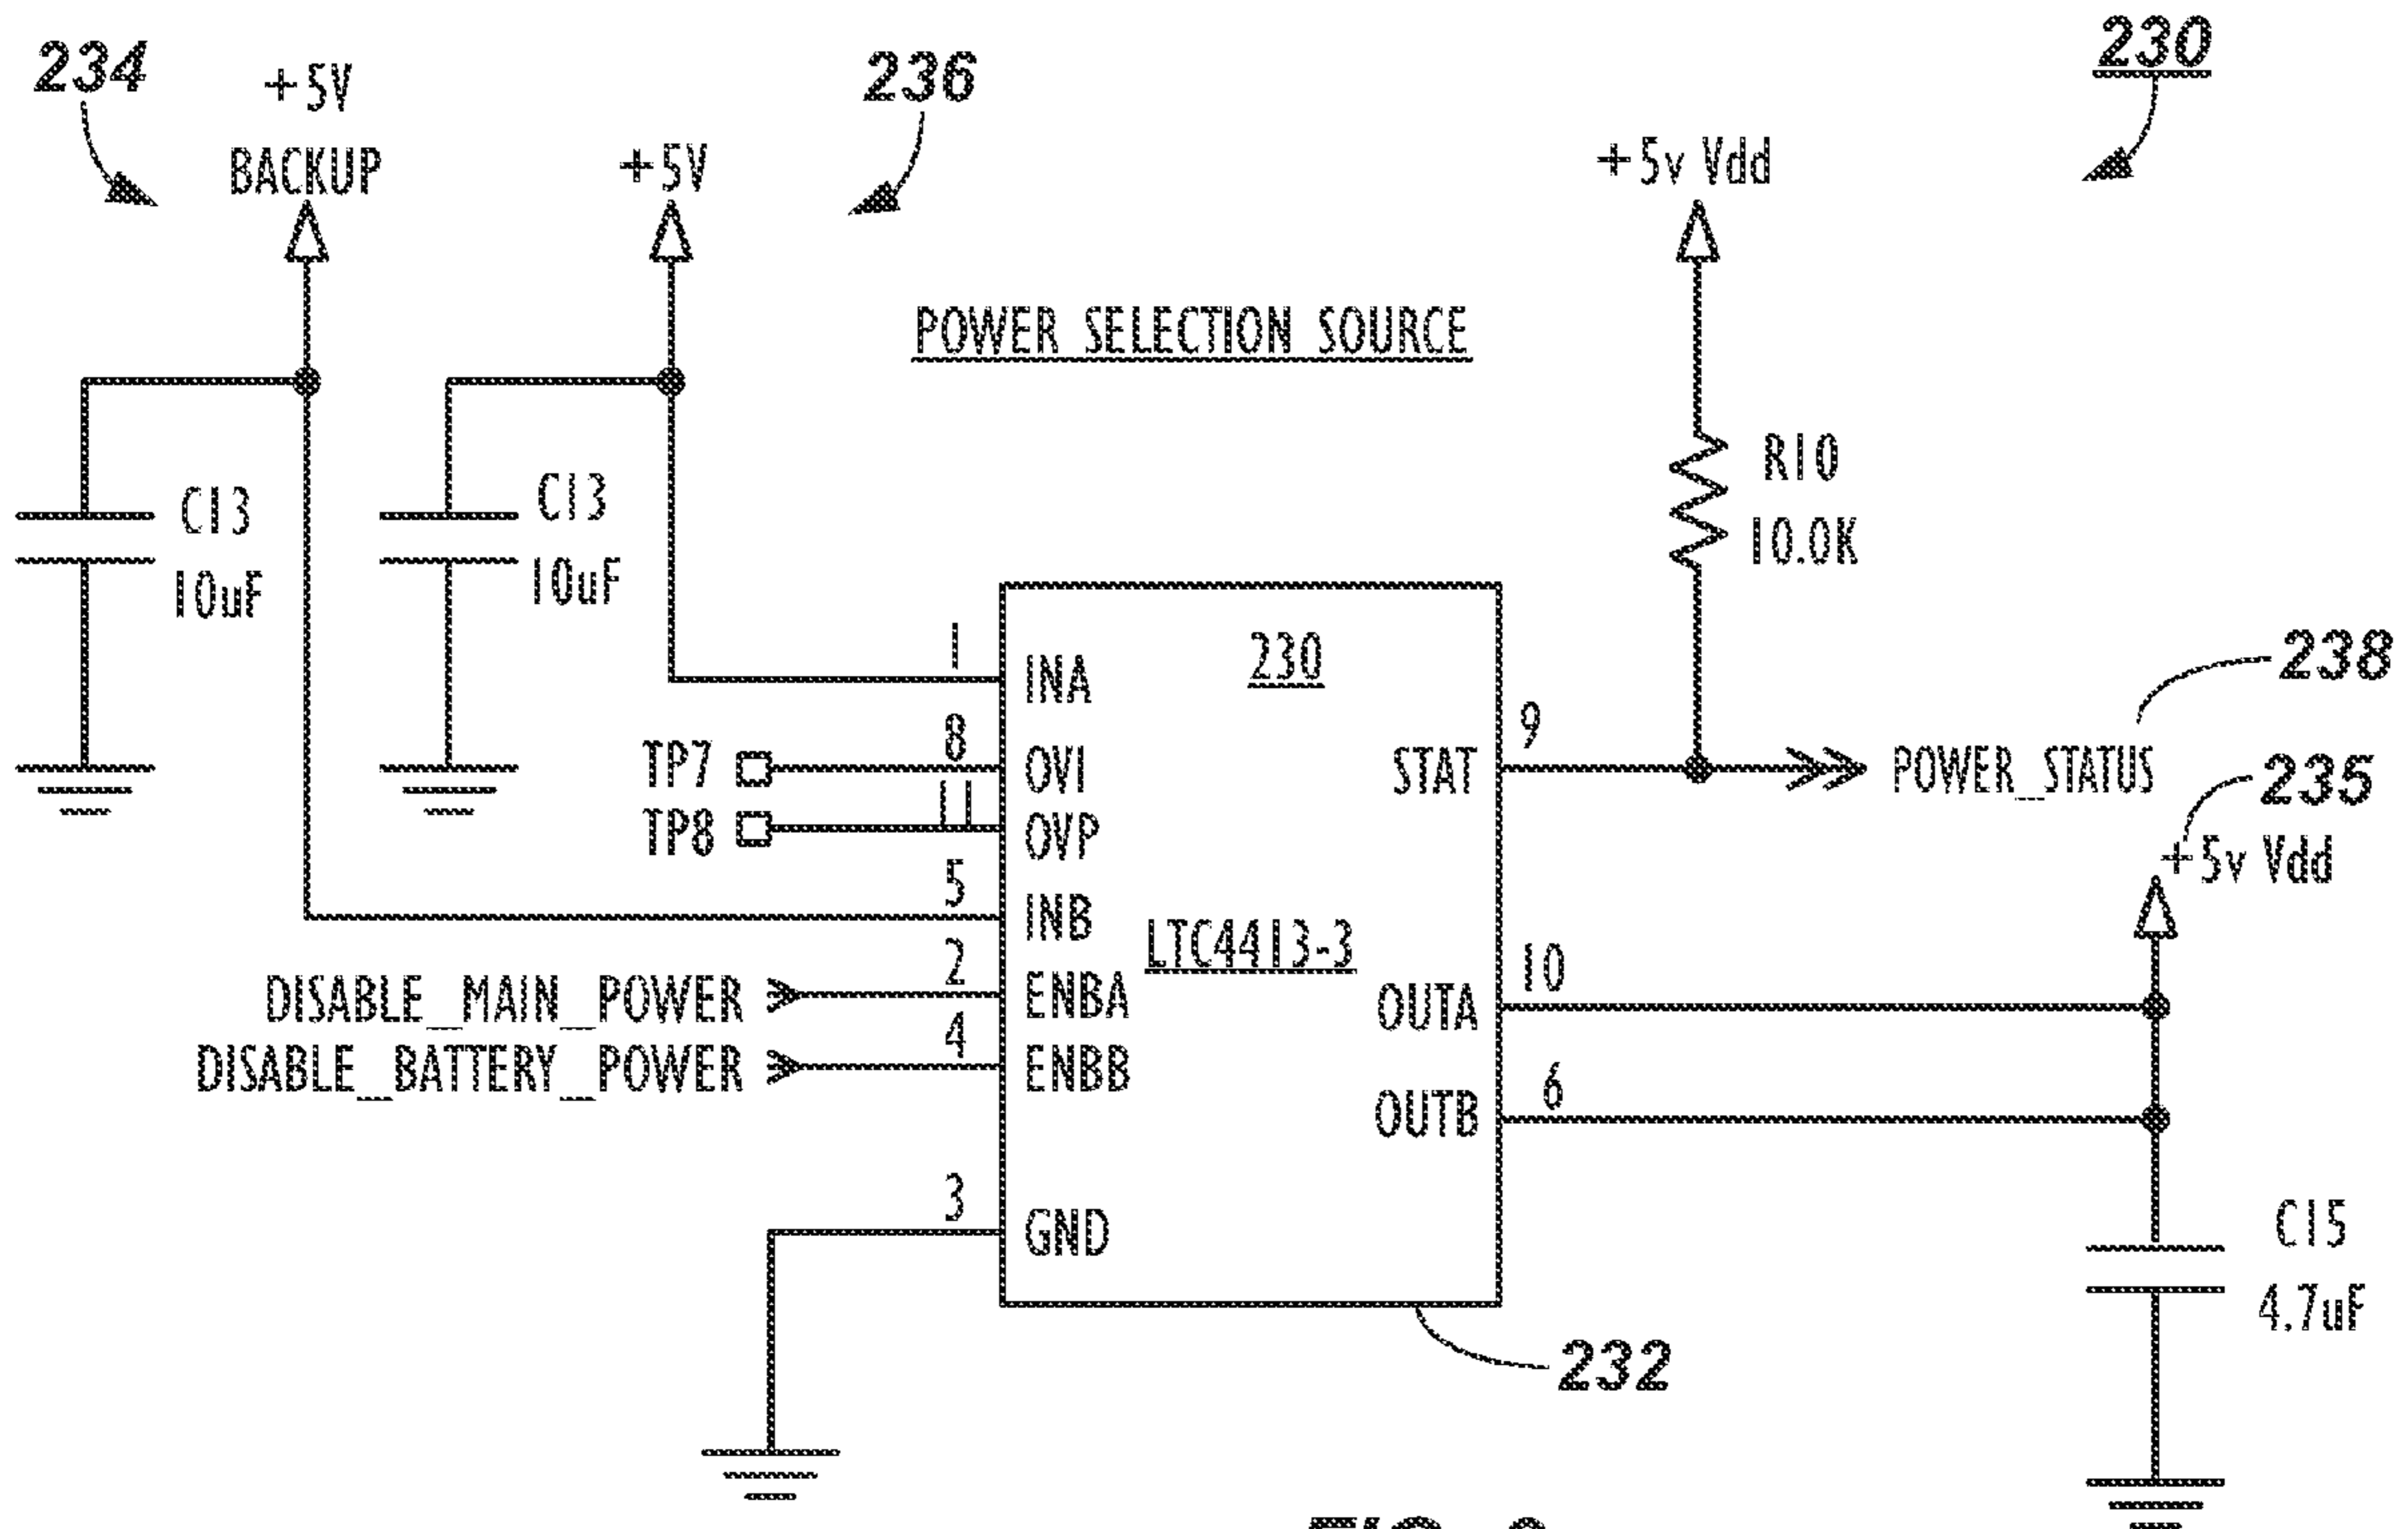 234
+5V
BACKUP
236
+5V
230
+5v Vdd
POWER SELECTION SOURCE
C13
10uF
C13
10uF
R10
10.0K
1
INA
230
8
TP7
OVI
11
TP8
OVP
5
INB
LTC4413-3
2
DISABLE_MAIN_POWER
ENBA
4
DISABLE_BATTERY_POWER
ENBB
3
GND
9
STAT
POWER_STATUS
238
235
+5v Vdd
10
OUTA
6
OUTB
C15
4.7uF
232